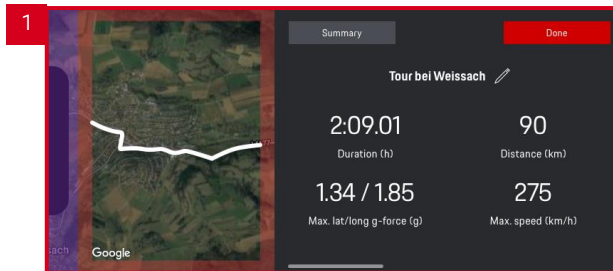 1
Summary
Done
Tour bei Weissach
2:09.01
90
Duration (h)
Distance (km)
1.34 / 1.85
275
Max. lat/long g-force (g)
Max. speed (km/h)
ach
Google